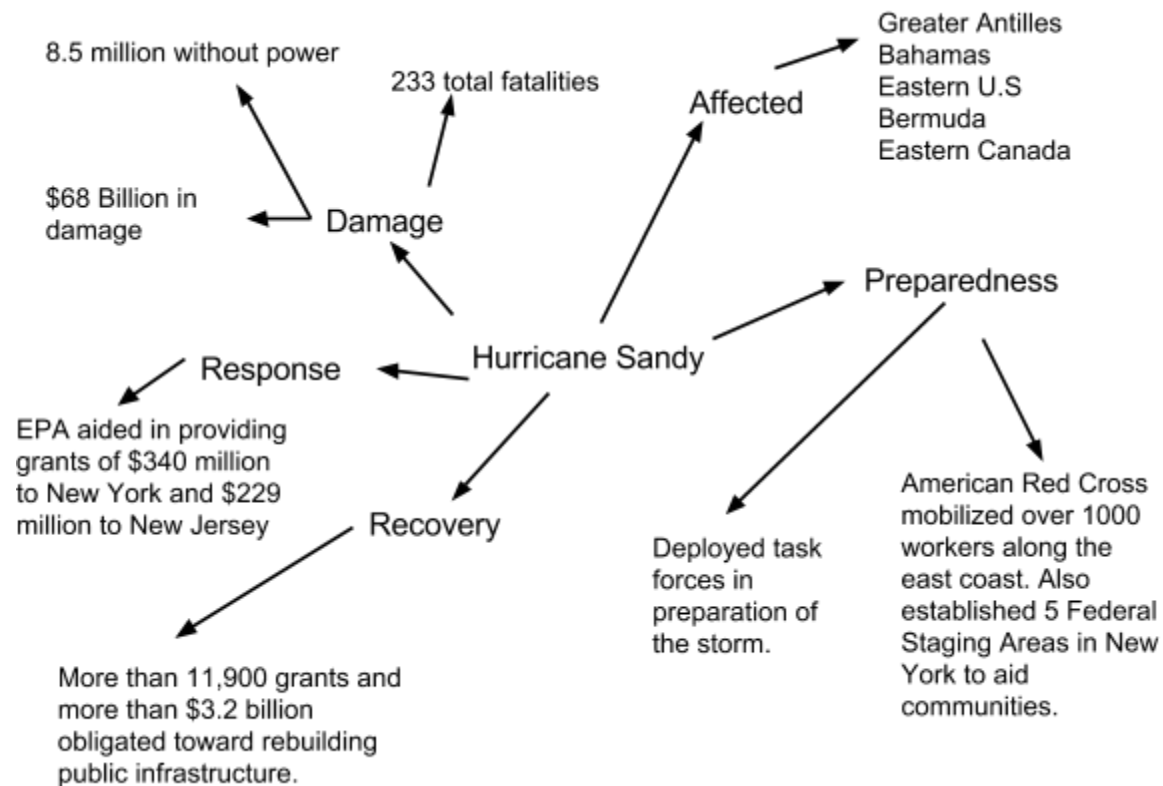 8.5 million without power
233 total fatalities
Affected
Greater Antilles
Bahamas
Eastern U.S
Bermuda
Eastern Canada
$68 Billion in
damage
Damage
Preparedness
Hurricane Sandy
Response
EPA aided in providing
grants of $340 million
to New York and $229
million to New Jersey
Recovery
More than 11,900 grants and
more than $3.2 billion
obligated toward rebuilding
public infrastructure.
Deployed task
forces in
preparation of
the storm.
American Red Cross
mobilized over 1000
workers along the
east coast. Also
established 5 Federal
Staging Areas in New
York to aid
communities.